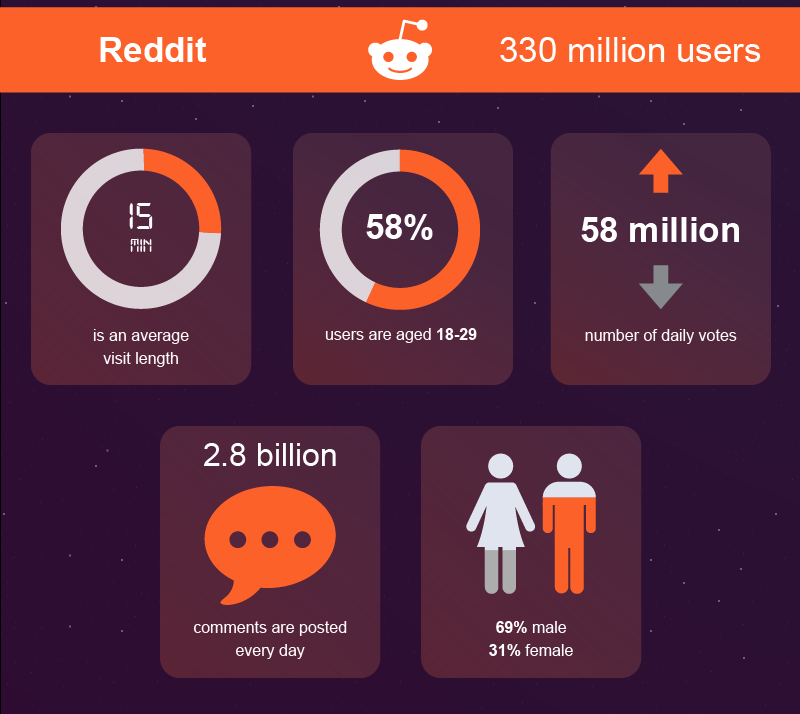 Reddit
330 million users
15
MIN
is an average
visit length
58%
users are aged 18-29
58 million
number of daily votes
2.8 billion
comments are posted
every day
69% male
31% female